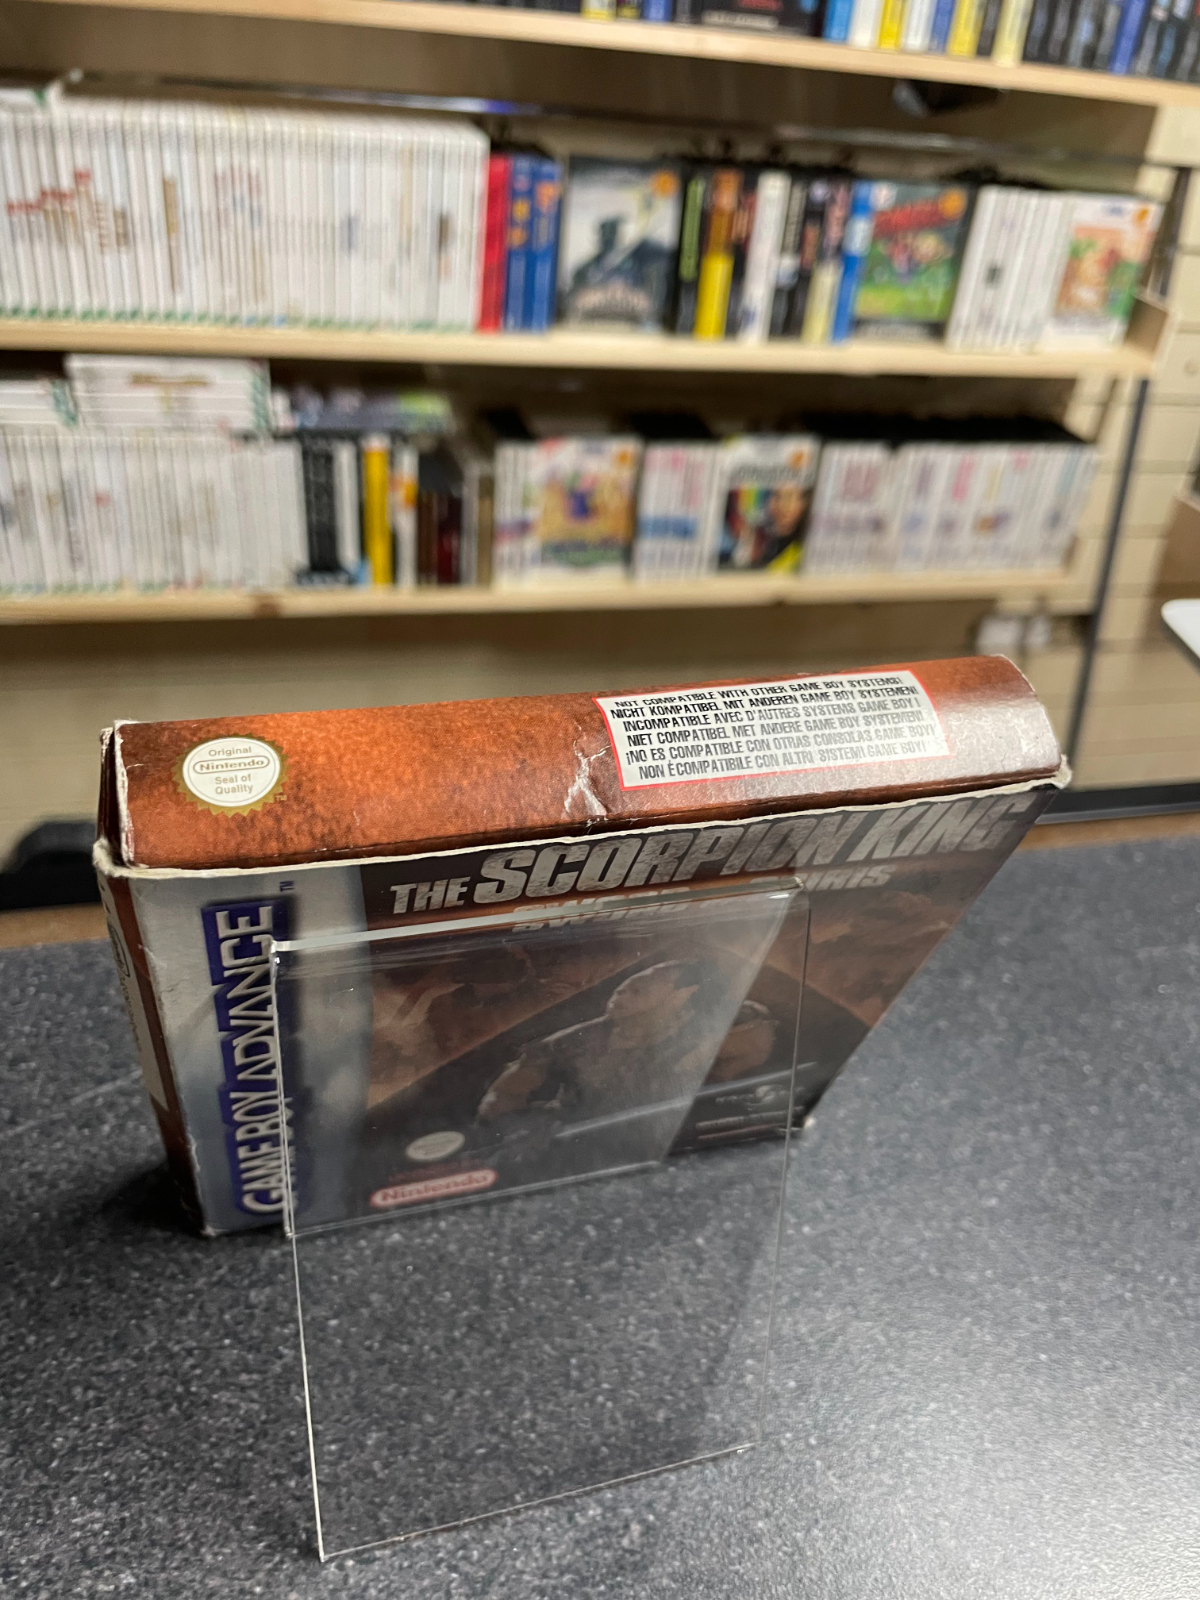 Original
Nintendo
Seal of
Quality
TM
NOT COMPATIBLE WITH OTHER GAME BOY SYSTEMS!
NICHT KOMPATIBEL MIT ANDEREN GAME BOY SYSTEMEN!
INCOMPATIBLE AVEC D'AUTRES SYSTEMS GAME BOY!
NIET COMPATIBEL MET ANDERE GAME BOY SYSTEMEN!
¡NO ES COMPATIBLE CON OTRAS CONSOLAS GAME BOY!
NON É COMPATIBILE CON ALTRI SISTEMI GAME BOY!
THE SCORPION KING
GAME BOY ADVANCE
TM
Nintendo